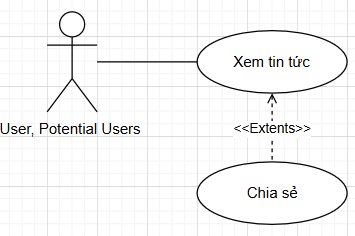 Xem tin tức
User, Potential Users
<<Extents>>
Chia sẻ